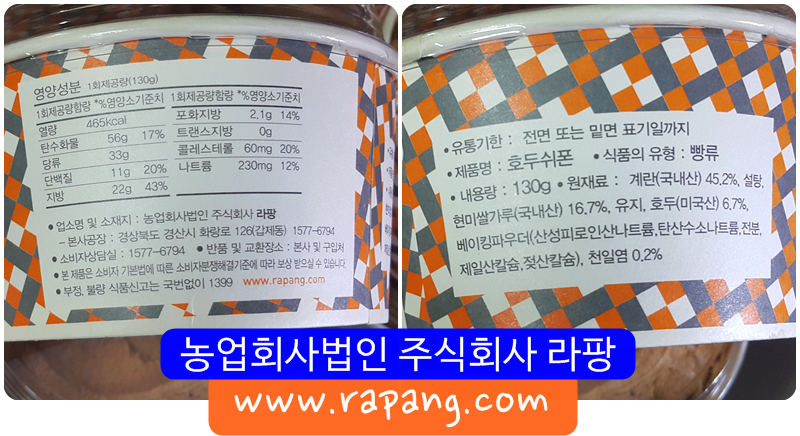 영양성분 1회제공량(130g)
1회제공량함량 *%영양소기준치
열량 465kcal
탄수화물 56g 17%
당류 33g
단백질 11g 20%
지방 22g 43%
1회제공량함량 *%영양소기준치
포화지방 2.1g 14%
트랜스지방 0g
콜레스테롤 60mg 20%
나트륨 230mg 12%
• 업소명 및 소재지 : 농업회사법인 주식회사 라팡
– 본사공장 : 경상북도 경산시 화랑로 126(갑제동) 1577-6794
• 소비자상담실 : 1577-6794 • 반품 및 교환장소 : 본사 및 구입처
• 본 제품은 소비자 기본법에 따른 소비자분쟁해결기준에 따라 보상 받으실 수 있습니다.
• 부정, 불량 식품신고는 국번없이 1399 www.rapang.com
• 유통기한 : 전면 또는 밑면 표기일까지
• 제품명 : 호두쉬폰 • 식품의 유형 : 빵류
• 내용량 : 130g • 원재료 : 계란(국내산) 45.2%, 설탕,
현미쌀가루(국내산) 16.7%, 유지, 호두(미국산) 6.7%,
베이킹파우더(산성피로인산나트륨,탄산수소나트륨,전분,
제일산칼슘,젖산칼슘), 천일염 0.2%
농업회사법인 주식회사 라팡
www.rapang.com